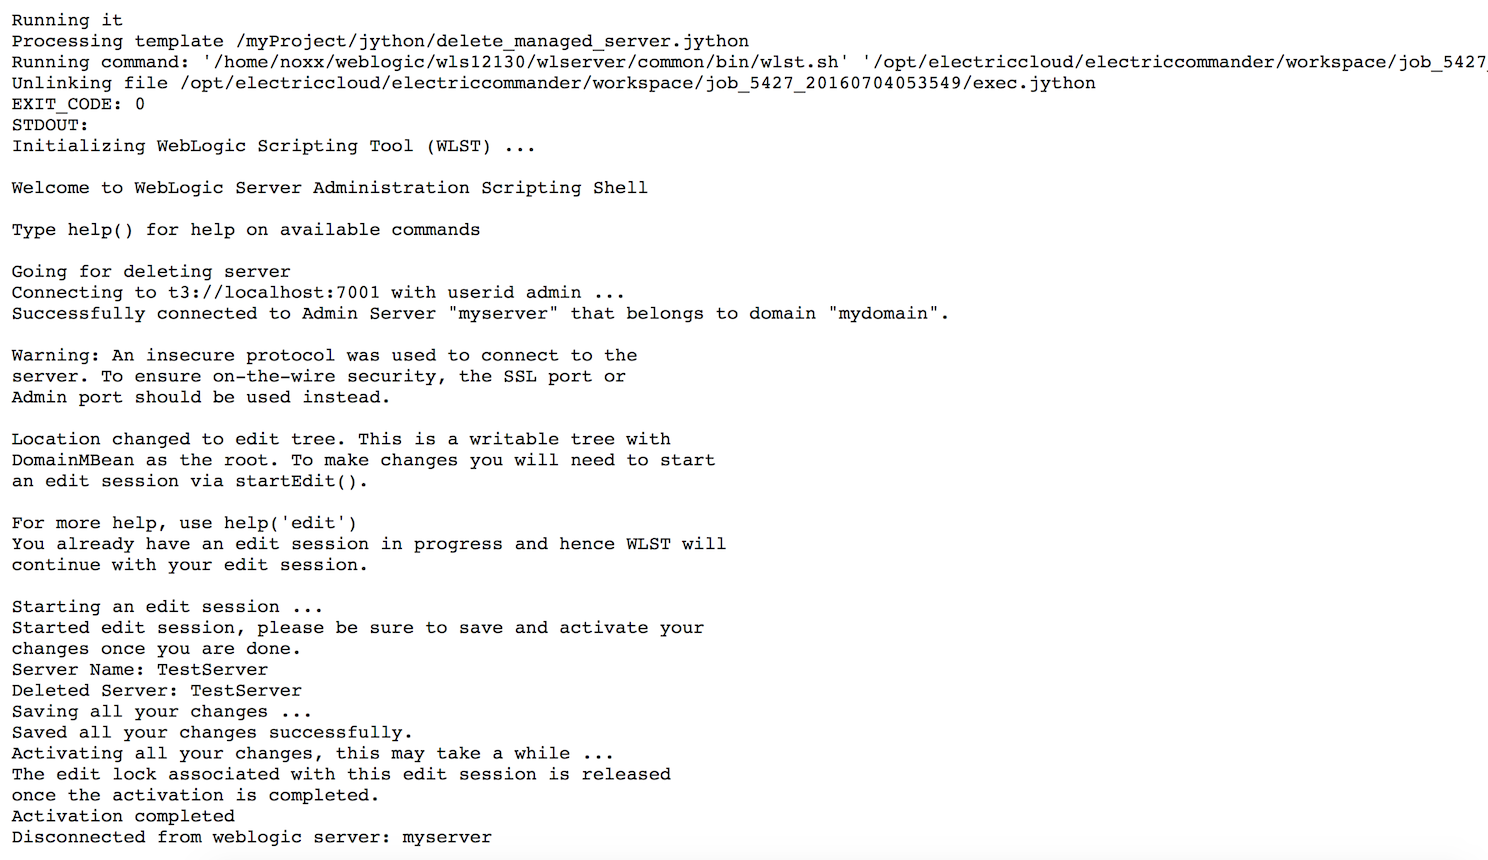 Running it
Processing template /myProject/jython/delete_managed_server.jython
Running command: '/home/noxx/weblogic/wls12130/wlserver/common/bin/wlst.sh' '/opt/electriccloud/electriccommander/workspace/job_5427_
Unlinking file /opt/electriccloud/electriccommander/workspace/job_5427_20160704053549/exec.jython
EXIT_CODE: 0
STDOUT:
Initializing WebLogic Scripting Tool (WLST) ...
Welcome to WebLogic Server Administration Scripting Shell
Type help() for help on available commands
Going for deleting server
Connecting to t3://localhost:7001 with userid admin ...
Successfully connected to Admin Server "myserver" that belongs to domain "mydomain".
Warning: An insecure protocol was used to connect to the
server. To ensure on-the-wire security, the SSL port or
Admin port should be used instead.
Location changed to edit tree. This is a writable tree with
DomainMBean as the root. To make changes you will need to start
an edit session via startEdit().
For more help, use help('edit')
You already have an edit session in progress and hence WLST will
continue with your edit session.
Starting an edit session ...
Started edit session, please be sure to save and activate your
changes once you are done.
Server Name: TestServer
Deleted Server: TestServer
Saving all your changes ...
Saved all your changes successfully.
Activating all your changes, this may take a while ...
The edit lock associated with this edit session is released
once the activation is completed.
Activation completed
Disconnected from weblogic server: myserver